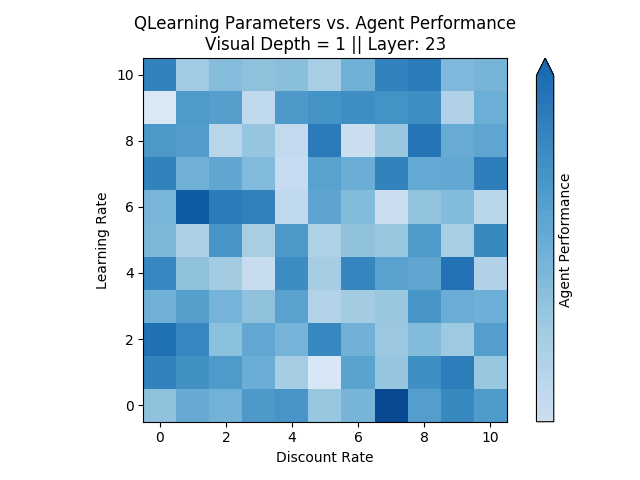 QLearning Parameters vs. Agent Performance
Visual Depth = 1 || Layer: 23
10
8
6
4
2
0
Learning Rate
0 2 4 6 8 10
Discount Rate
Agent Performance